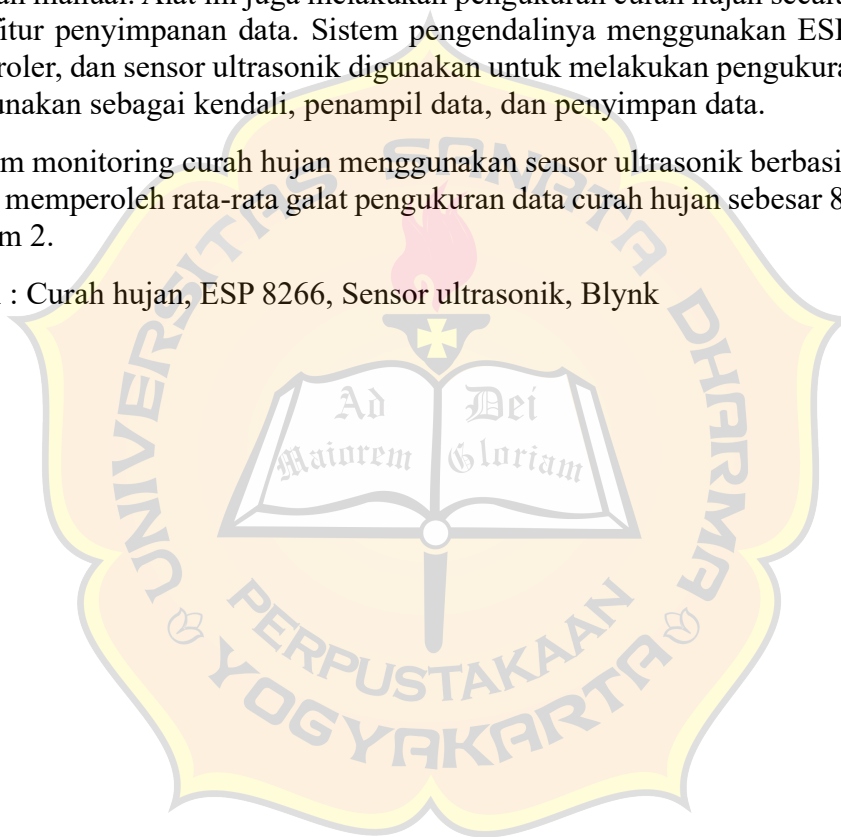 an manual. Alat ini juga melakukan pengukuran curah hujan secara
itur penyimpanan data. Sistem pengendalinya menggunakan ESP
roler, dan sensor ultrasonik digunakan untuk melakukan pengukura
unakan sebagai kendali, penampil data, dan penyimpan data.
m monitoring curah hujan menggunakan sensor ultrasonik berbasi
memperoleh rata-rata galat pengukuran data curah hujan sebesar 8
m 2.
: Curah hujan, ESP 8266, Sensor ultrasonik, Blynk
UNIVERSITAS SANATA DHARMA
Ad Dei
Maiorem Gloriam
PERPUSTAKAAN
YOGYAKARTA